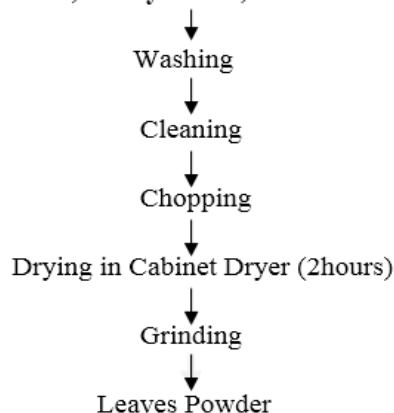 Washing
Cleaning
Chopping
Drying in Cabinet Dryer (2hours)
Grinding
Leaves Powder